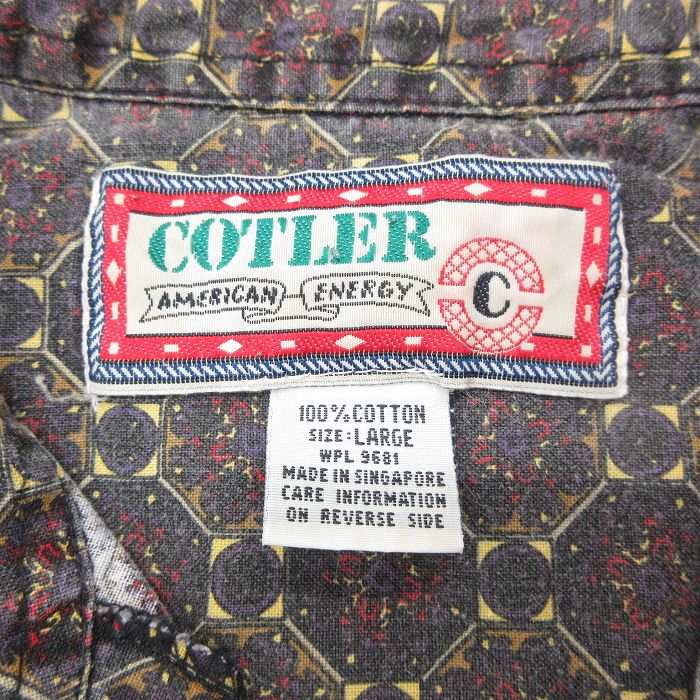 COTLER
AMERICAN ENERGY
C
100% COTTON
SIZE: LARGE
WPL 9681
MADE IN SINGAPORE
CARE INFORMATION
ON REVERSE SIDE